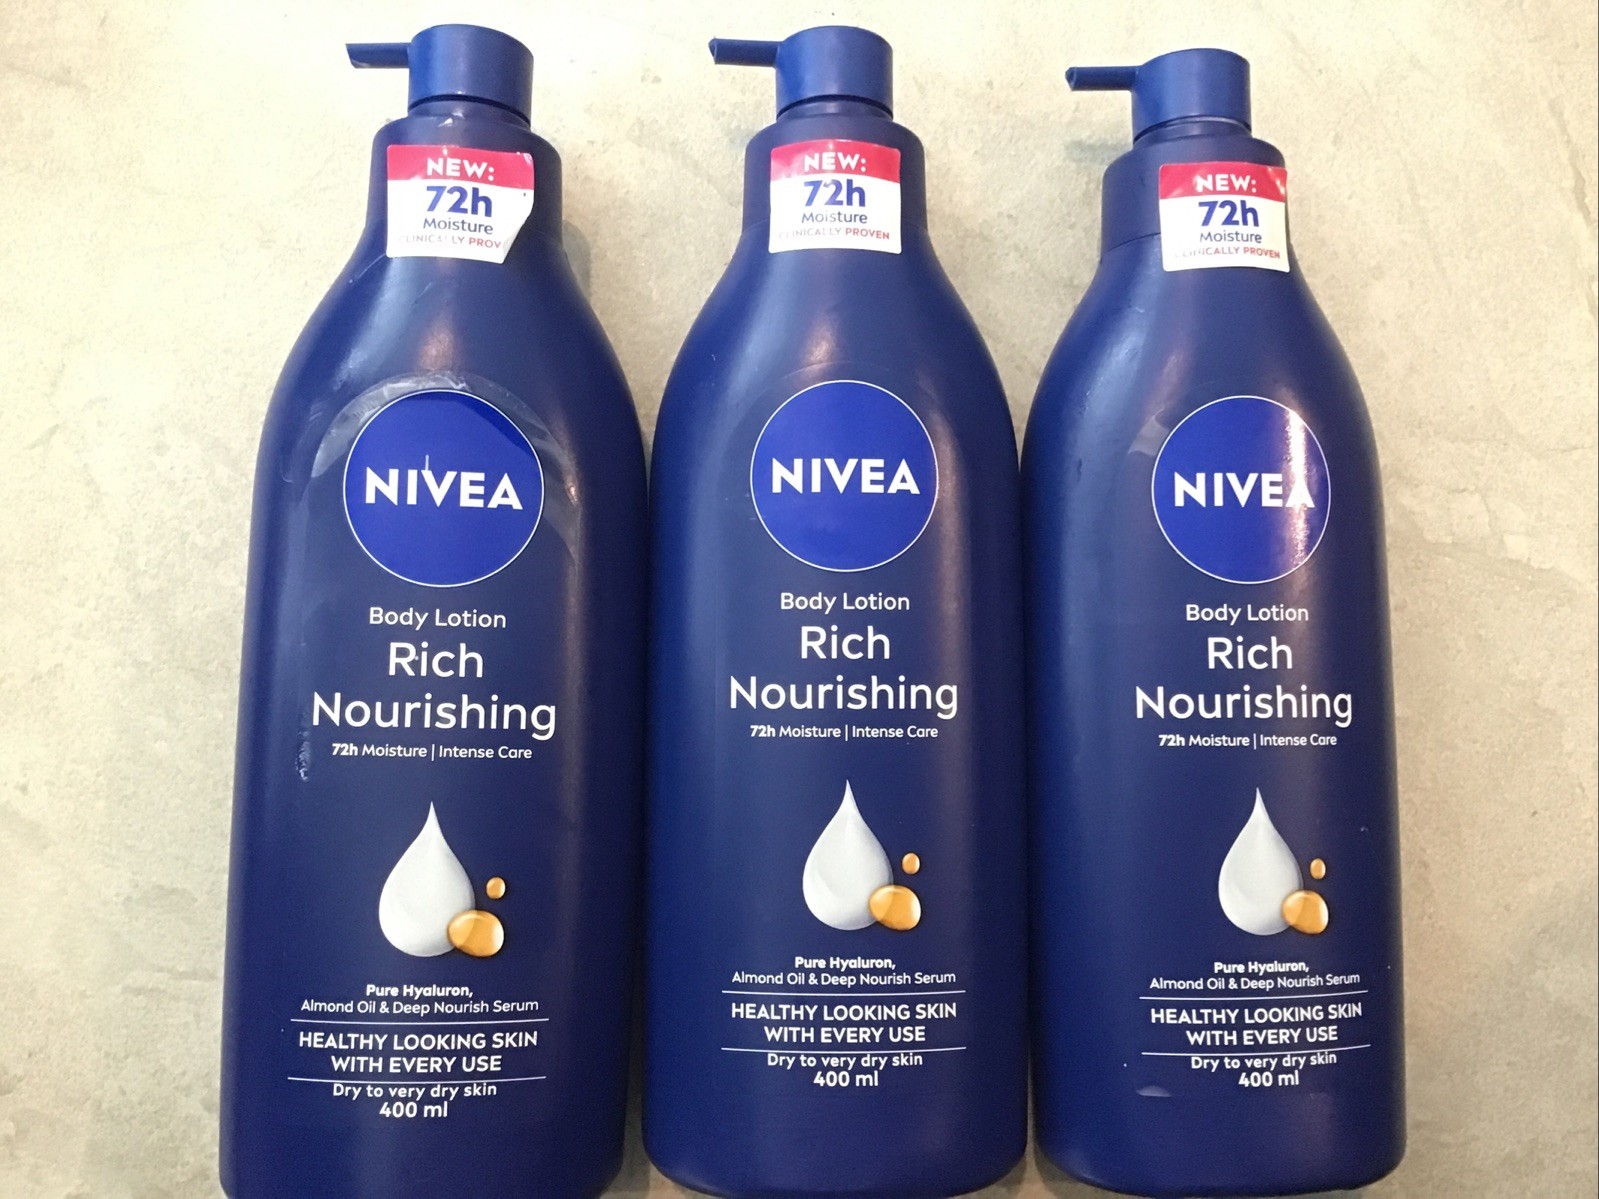 NEW:
72h
Moisture
CLINICALLY PROV
NIVEA
Body Lotion
Rich
Nourishing
72h Moisture | Intense Care
Pure Hyaluron,
Almond Oil & Deep Nourish Serum
HEALTHY LOOKING SKIN
WITH EVERY USE
Dry to very dry skin
400 ml
NEW:
72h
Moisture
CLINICALLY PROVEN
NIVEA
Body Lotion
Rich
Nourishing
72h Moisture | Intense Care
Pure Hyaluron,
Almond Oil & Deep Nourish Serum
HEALTHY LOOKING SKIN
WITH EVERY USE
Dry to very dry skin
400 ml
NEW:
72h
Moisture
CLINICALLY PROVEN
NIVEA
Body Lotion
Rich
Nourishing
72h Moisture | Intense Care
Pure Hyaluron,
Almond Oil & Deep Nourish Serum
HEALTHY LOOKING SKIN
WITH EVERY USE
Dry to very dry skin
400 ml